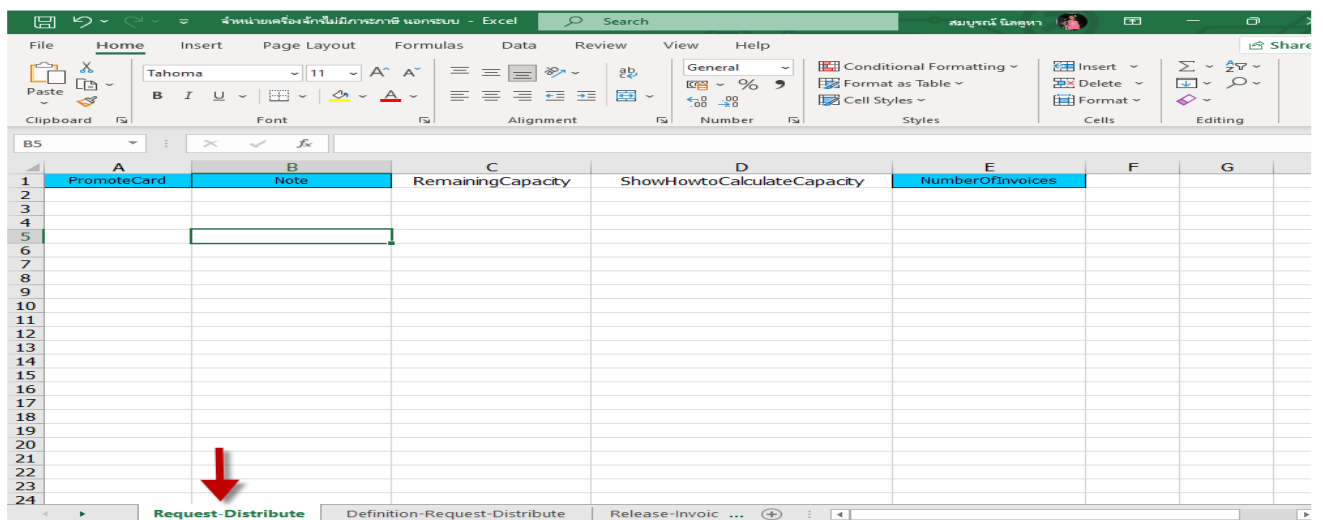 จำหน่ายเครื่องจักรไม่มีภาระภาษี นอกระบบ - Excel Search สมบูรณ์ นิลคูหา
File Home Insert Page Layout Formulas Data Review View Help Share
Paste Tahoma 11 A A ab General % Conditional Formatting Format as Table Cell Styles Insert Delete Format
B I U A .00 .00
Clipboard Font Alignment Number Styles Cells Editing
B5 fx
A B C D E F G
1 PromoteCard Note RemainingCapacity ShowHowtoCalculateCapacity NumberOfInvoices
2
3
4
5
6
7
8
9
10
11
12
13
14
15
16
17
18
19
20
21
22
23
24
Request-Distribute Definition-Request-Distribute Release-Invoic ...